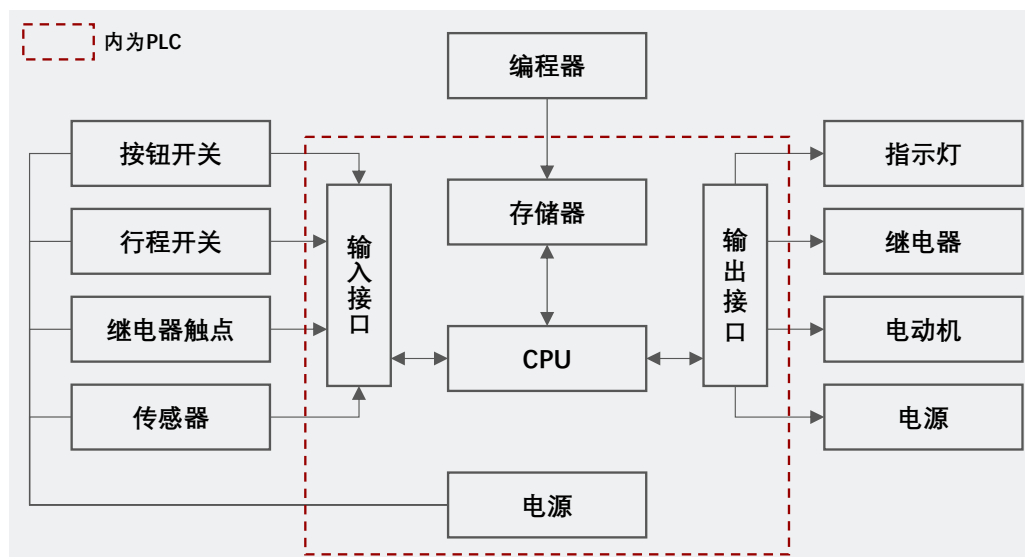 内为PLC
编程器
按钮开关
指示灯
存储器
行程开关
输入接口
输出接口
继电器
继电器触点
电动机
CPU
传感器
电源
电源